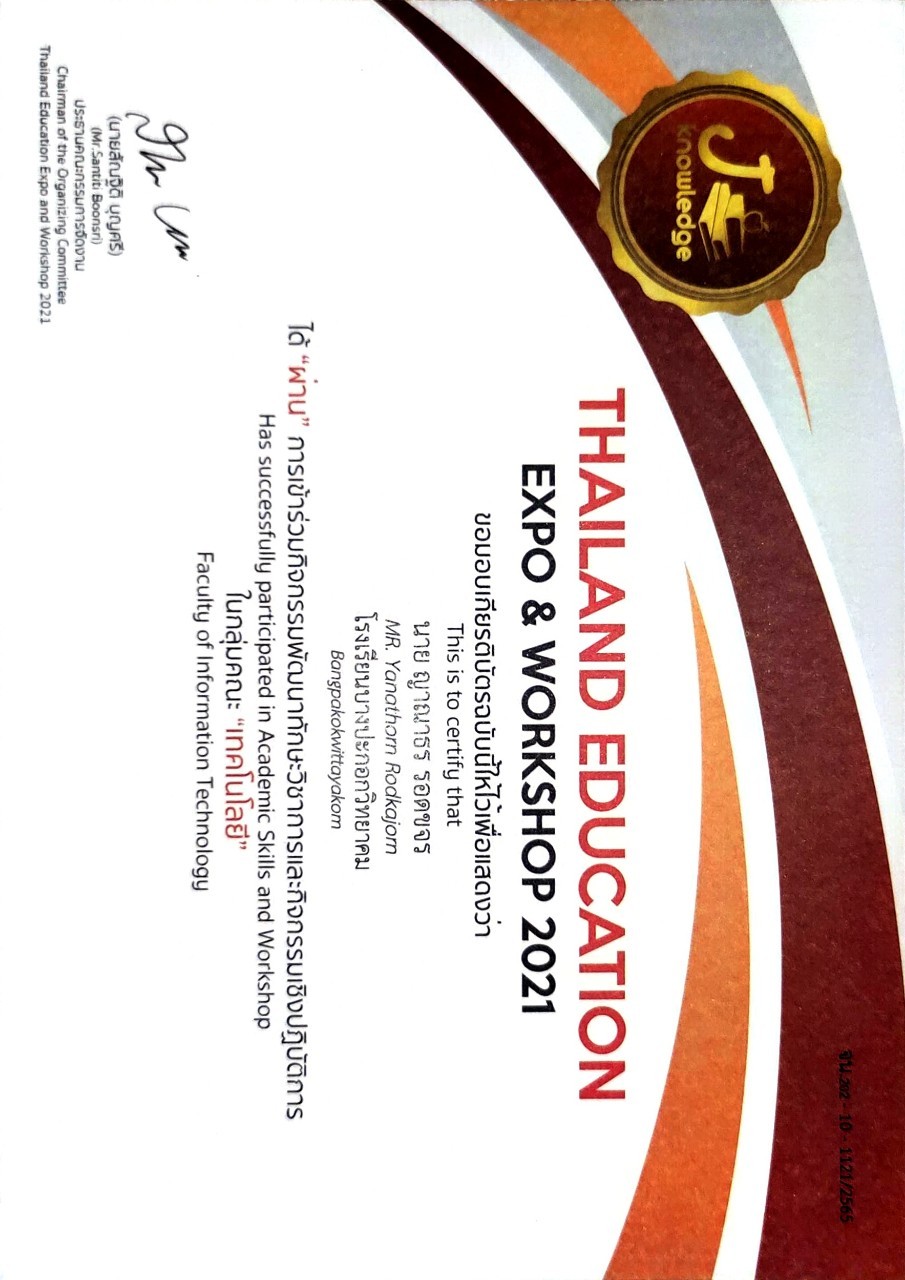 จน.202 - 10 - 1121/2565
J
knowledge
THAILAND EDUCATION
EXPO & WORKSHOP 2021
ขอมอบเกียรติบัตรฉบับนี้ให้ไว้เพื่อแสดงว่า
This is to certify that
นาย ญาณาธร รอดขจร
MR. Yanathorn Rodkajorn
โรงเรียนบางปะกอกวิทยาคม
Bangpakokwittayakom
ได้ “ผ่าน” การเข้าร่วมกิจกรรมพัฒนาทักษะวิชาการและกิจกรรมเชิงปฏิบัติการ
Has successfully participated in Academic Skills and Workshop
ในกลุ่มคณะ “เทคโนโลยี”
Faculty of Information Technology
(นายสัณฐิติ บุญศรี)
(Mr.Santiti Boonsri)
ประธานคณะกรรมการจัดงาน
Chairman of the Organizing Committee
Thailand Education Expo and Workshop 2021